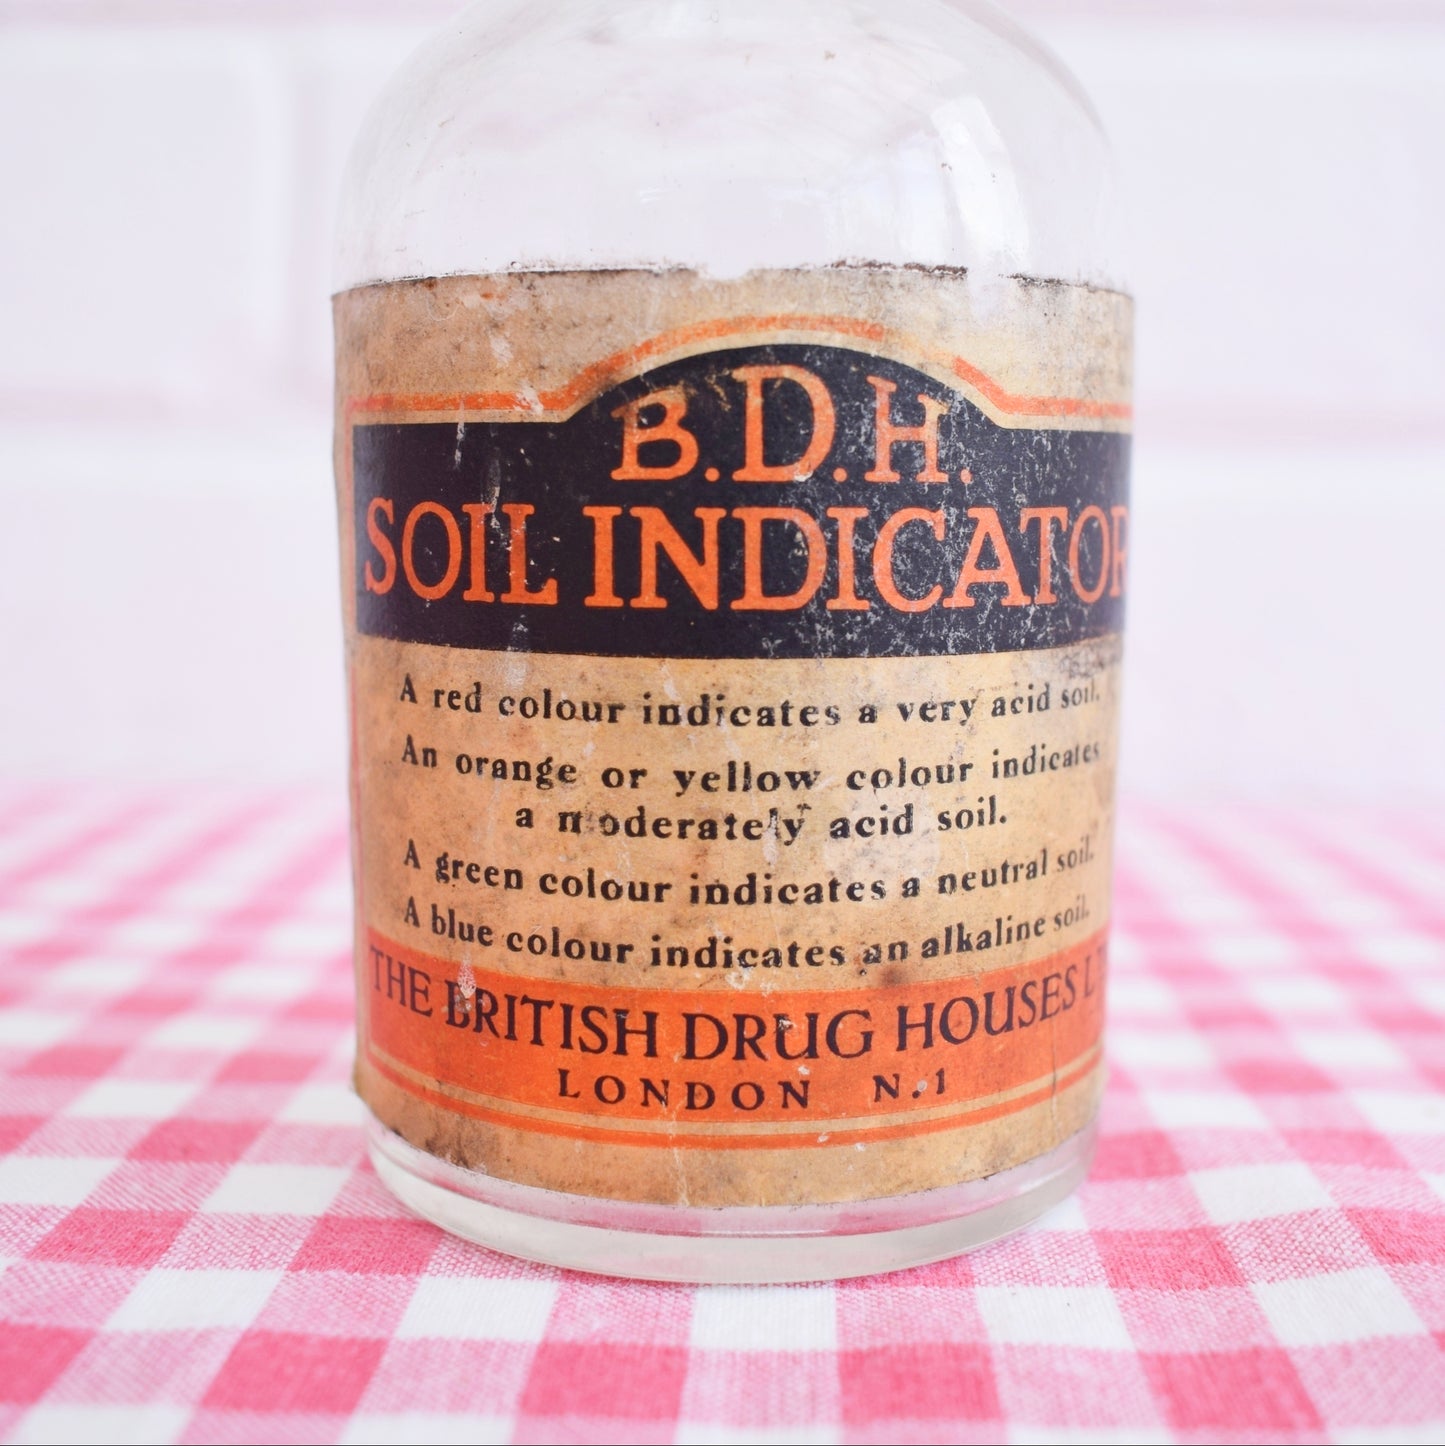 B.D.H.
SOIL INDICATOR
A red colour indicates a very acid soil.
An orange or yellow colour indicates
a moderately acid soil.
A green colour indicates a neutral soil.
A blue colour indicates an alkaline soil.
THE BRITISH DRUG HOUSES
LONDON N.1